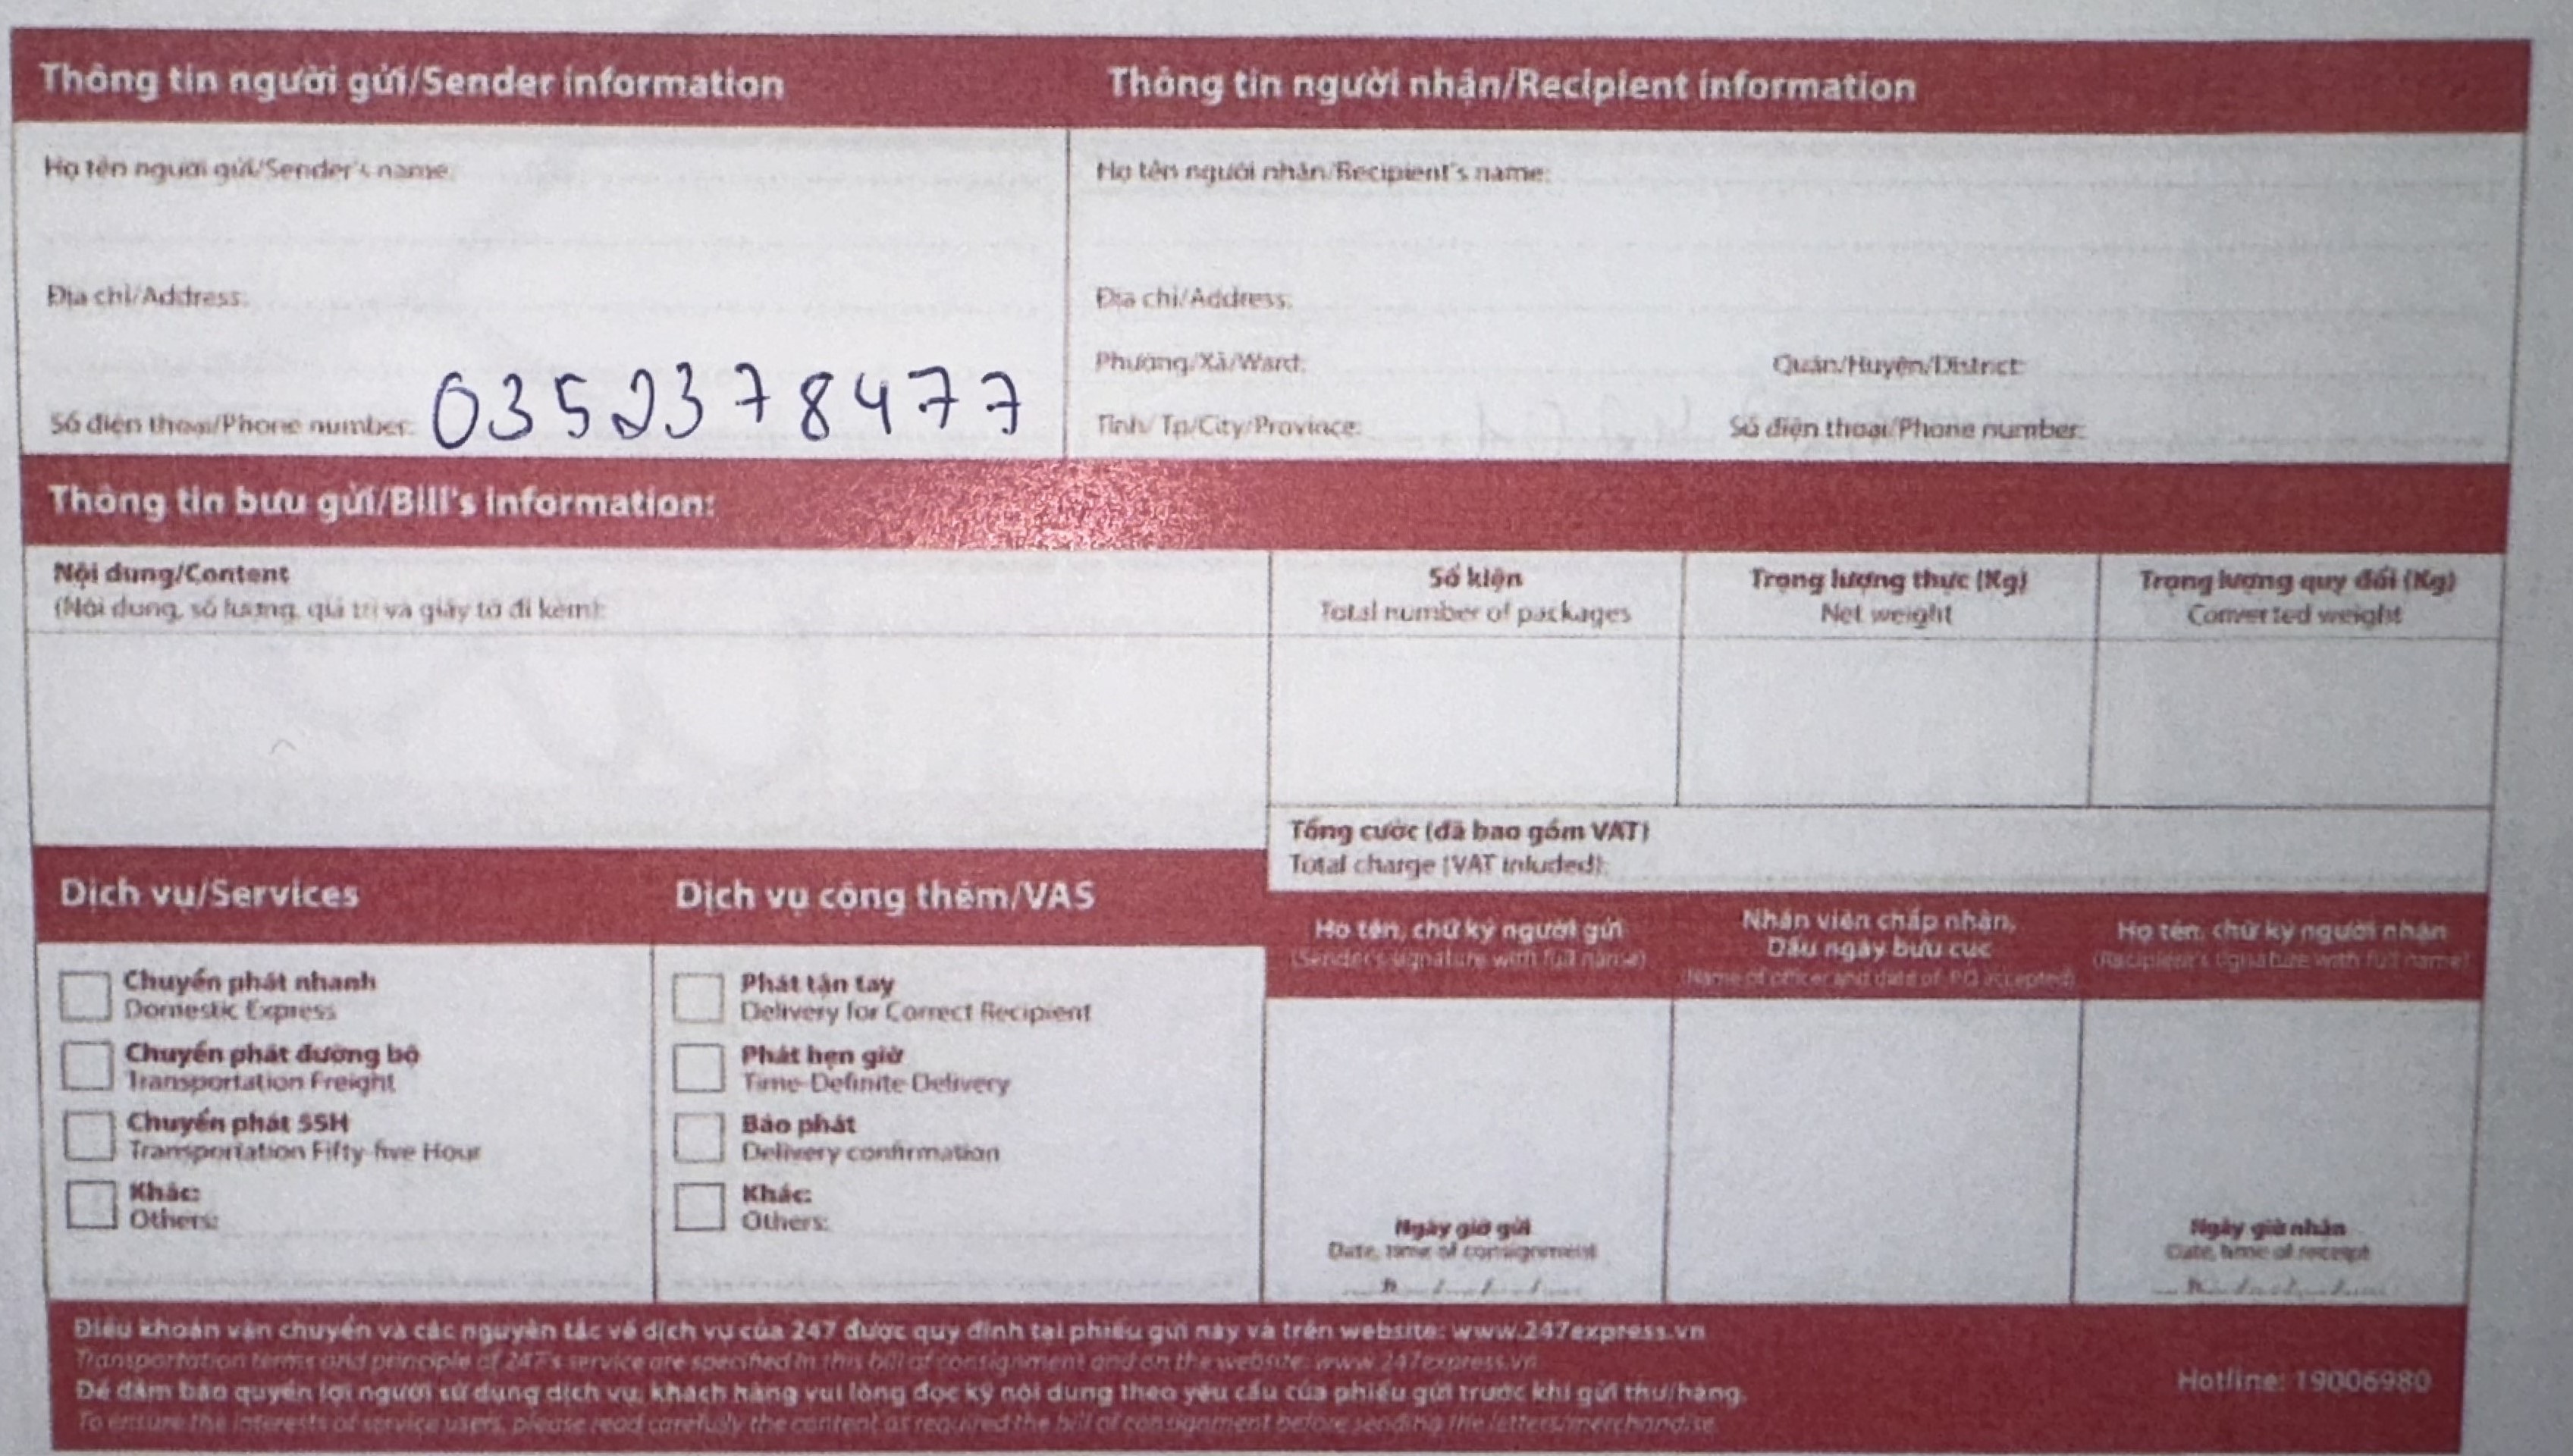 Thông tin người gửi/Sender information
Thông tin người nhận/Recipient information
Họ tên người gửi/Sender's name:
Địa chỉ/Address:
Số điện thoại/Phone number: 0352378477
Họ tên người nhận/Recipient's name:
Địa chỉ/Address:
Phường/Xã/Ward: Quận/Huyện/District:
Tỉnh/ Tp/City/Province: Số điện thoại/Phone number:
Thông tin bưu gửi/Bill's information:
Nội dung/Content
(Nội dung, số lượng, giá trị và giấy tờ đi kèm):
Số kiện
Total number of packages
Trọng lượng thực (Kg)
Net weight
Trọng lượng quy đổi (Kg)
Converted weight
Tổng cước (đã bao gồm VAT)
Total charge (VAT inluded):
Dịch vụ/Services
Chuyển phát nhanh
Domestic Express
Chuyển phát đường bộ
Transportation Freight
Chuyển phát 55H
Transportation Fifty-five Hour
Khác:
Others:
Dịch vụ cộng thêm/VAS
Phát tận tay
Delivery for Correct Recipient
Phát hẹn giờ
Time-Definite Delivery
Báo phát
Delivery confirmation
Khác:
Others:
Họ tên, chữ ký người gửi
(Sender's signature with full name)
Ngày giờ gửi
Date, time of consignment
Nhân viên chấp nhận,
Dấu ngày bưu cục
(Name of officer and date of PO accepted)
Họ tên, chữ ký người nhận
(Recipient's signature with full name)
Ngày giờ nhận
Date, time of receipt
Điều khoản vận chuyển và các nguyên tắc về dịch vụ của 247 được quy định tại phiếu gửi này và trên website: www.247express.vn
Transportation terms and principle of 247's service are specified in this bill of consignment and on the website: www.247express.vn
Để đảm bảo quyền lợi người sử dụng dịch vụ, khách hàng vui lòng đọc kỹ nội dung theo yêu cầu của phiếu gửi trước khi gửi thư/hàng.
To ensure the interests of service users, please read carefully the content as required the bill of consignment before sending the letters/merchandise
Hotline: 19006980